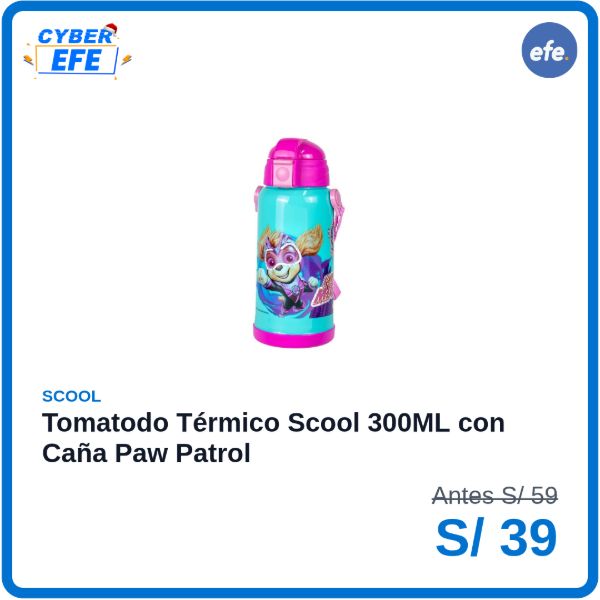 CYBER
EFE
efe.
SCOOL
Tomatodo Térmico Scool 300ML con
Caña Paw Patrol
Antes S/ 59
S/ 39